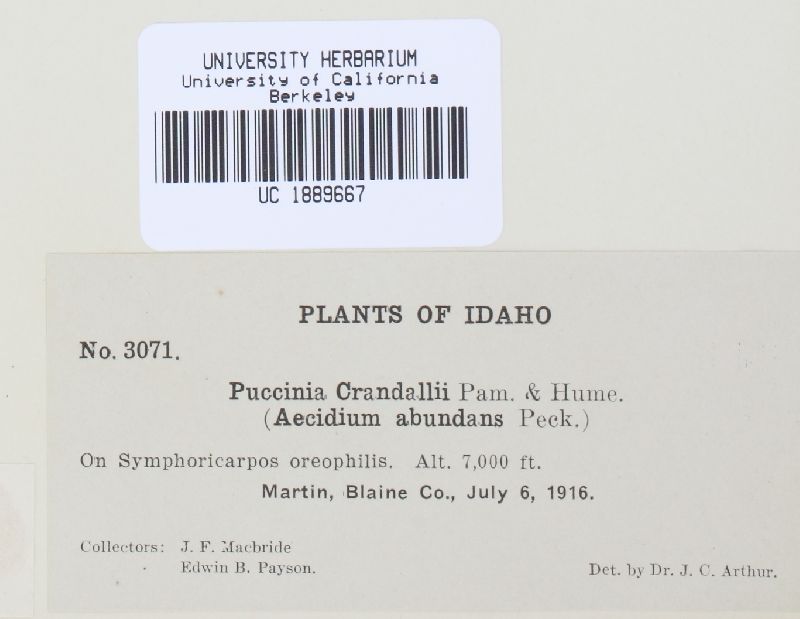 UNIVERSITY HERBARIUM
University of California
Berkeley
UC 1889667
PLANTS OF IDAHO
No. 3071.
Puccinia Crandallii Pam. & Hume.
(Aecidium abundans Peck.)
On Symphoricarpos oreophilis. Alt. 7,000 ft.
Martin, Blaine Co., July 6, 1916.
Collectors: J. F. Macbride
Edwin B. Payson.
Det. by Dr. J. C. Arthur.